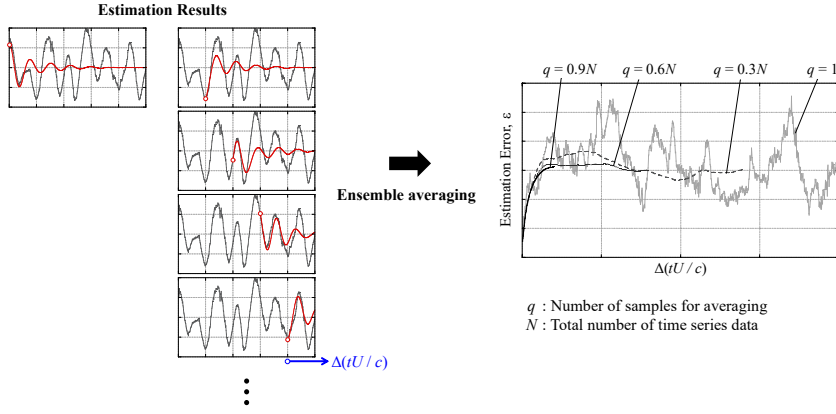 Estimation Results
Ensemble averaging
Δ(tU / c)
q = 0.9N
q = 0.6N
q = 0.3N
q = 1
Estimation Error, ε
Δ(tU / c)
q : Number of samples for averaging
N : Total number of time series data